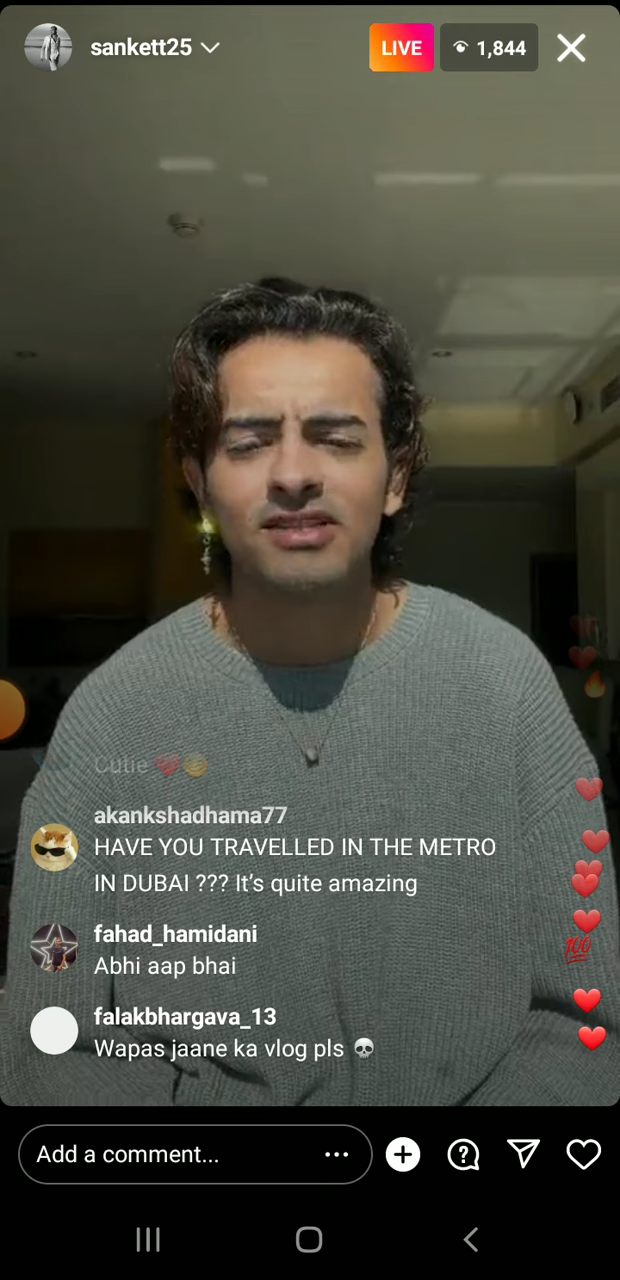 sankett25
LIVE
1,844
Cutie ❤️😊
akankshadhama77
HAVE YOU TRAVELLED IN THE METRO
IN DUBAI ??? It's quite amazing
fahad_hamidani
Abhi aap bhai
falakbhargava_13
Wapas jaane ka vlog pls 💀
💯
Add a comment...